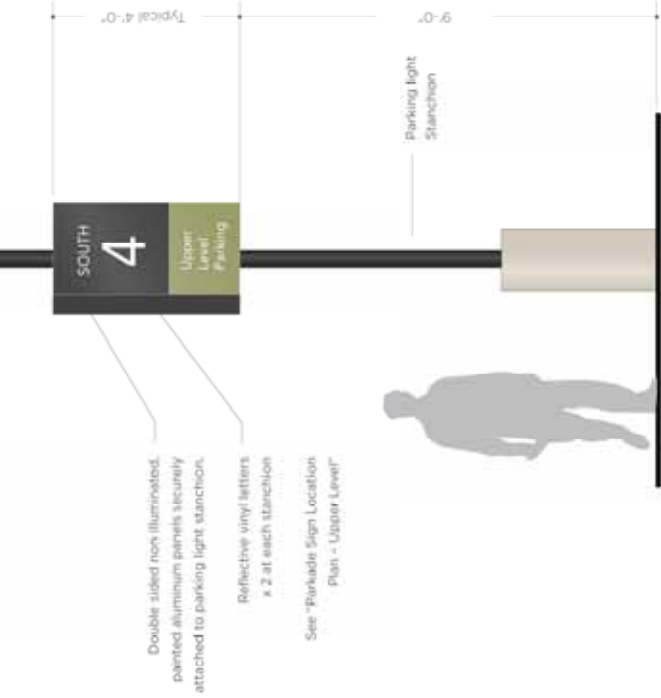 Typical 4'-0"
9'-0"
SOUTH
4
Upper
Level
Parking
Parking light
Stanchion
Double sided non illuminated,
painted aluminum panels securely
attached to parking light stanchion.
Reflective vinyl letters
x 2 at each stanchion
See "Parkade Sign Location
Plan - Upper Level"